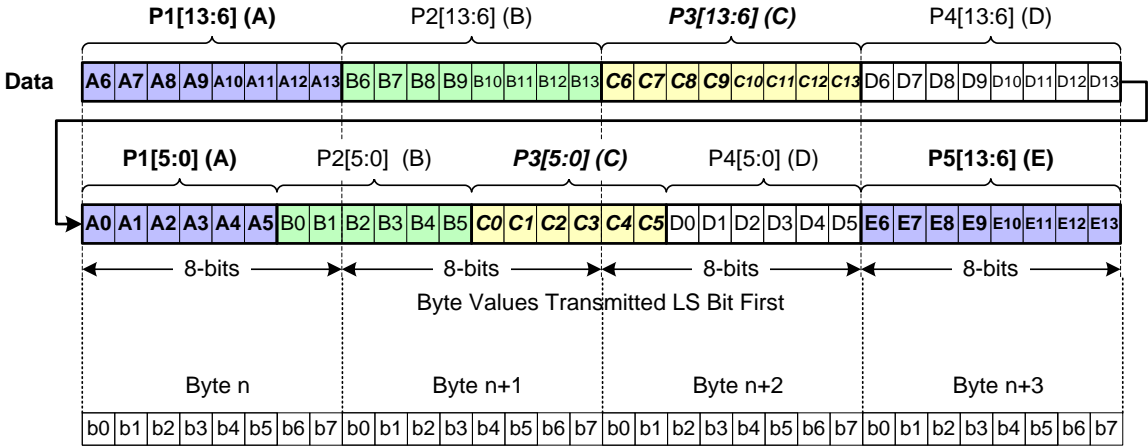 P1[13:6] (A) P2[13:6] (B) P3[13:6] (C) P4[13:6] (D)
Data A6 A7 A8 A9 A10 A11 A12 A13 B6 B7 B8 B9 B10 B11 B12 B13 C6 C7 C8 C9 C10 C11 C12 C13 D6 D7 D8 D9 D10 D11 D12 D13
P1[5:0] (A) P2[5:0] (B) P3[5:0] (C) P4[5:0] (D) P5[13:6] (E)
A0 A1 A2 A3 A4 A5 B0 B1 B2 B3 B4 B5 C0 C1 C2 C3 C4 C5 D0 D1 D2 D3 D4 D5 E6 E7 E8 E9 E10 E11 E12 E13
8-bits 8-bits 8-bits 8-bits
Byte Values Transmitted LS Bit First
Byte n Byte n+1 Byte n+2 Byte n+3
b0 b1 b2 b3 b4 b5 b6 b7 b0 b1 b2 b3 b4 b5 b6 b7 b0 b1 b2 b3 b4 b5 b6 b7 b0 b1 b2 b3 b4 b5 b6 b7